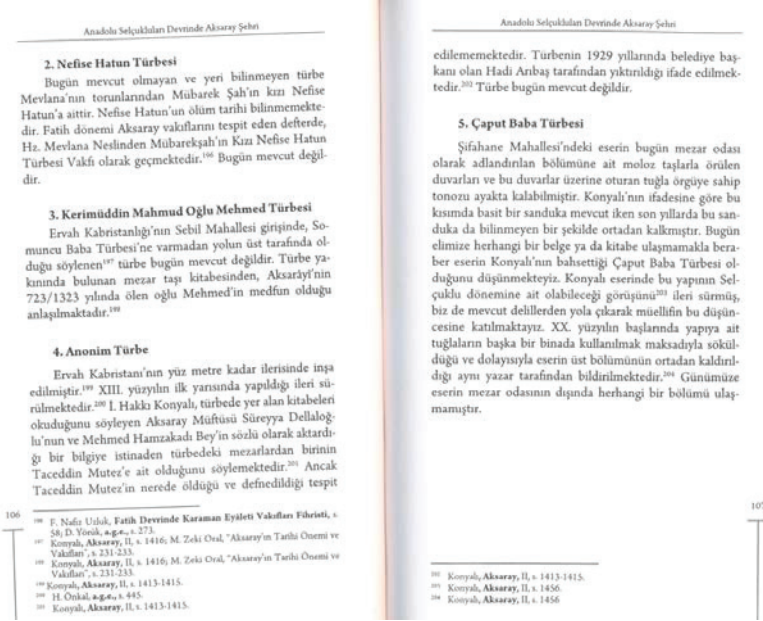 Anadolu Selçukluları Devrinde Aksaray Şehri
2. Nefise Hatun Türbesi
Bugün mevcut olmayan ve yeri bilinmeyen türbe
Mevlana'nın torunlarından Mübarek Şah'ın kızı Nefise
Hatun'a aittir. Nefise Hatun'un ölüm tarihi bilinmemekte-
dir. Fatih dönemi Aksaray vakıflarını tespit eden defterde,
Hz. Mevlana Neslinden Mübarekşah'ın Kızı Nefise Hatun
Türbesi Vakfı olarak geçmektedir.¹⁹⁶ Bugün mevcut değil-
dir.
3. Kerimüddin Mahmud Oğlu Mehmed Türbesi
Ervah Kabristanlığı'nın Sebil Mahallesi girişinde, So-
muncu Baba Türbesi'ne varmadan yolun üst tarafında ol-
duğu söylenen¹⁹⁷ türbe bugün mevcut değildir. Türbe ya-
kınında bulunan mezar taşı kitabesinden, Aksarâyî'nin
723/1323 yılında ölen oğlu Mehmed'in medfun olduğu
anlaşılmaktadır.¹⁹⁸
4. Anonim Türbe
Ervah Kabristanı'nın yüz metre kadar ilerisinde inşa
edilmiştir.¹⁹⁹ XIII. yüzyılın ilk yarısında yapıldığı ileri sü-
rülmektedir.²⁰⁰ İ. Hakkı Konyalı, türbede yer alan kitabeleri
okuduğunu söyleyen Aksaray Müftüsü Süreyya Dellaloğ-
lu'nun ve Mehmed Hamzakadı Bey'in sözlü olarak aktardı-
ğı bir bilgiye istinaden türbedeki mezarlardan birinin
Taceddin Mutez'e ait olduğunu söylemektedir.²⁰¹ Ancak
Taceddin Mutez'in nerede öldüğü ve defnedildiği tespit
106
¹⁹⁶ F. Nafiz Uzluk, Fatih Devrinde Karaman Eyâleti Vakıfları Fihristi, s.
58; D. Yörük, a.g.e., s. 273.
¹⁹⁷ Konyalı, Aksaray, II, s. 1416; M. Zeki Oral, "Aksaray'ın Tarihi Önemi ve
Vakıfları", s. 231-233.
¹⁹⁸ Konyalı, Aksaray, II, s. 1416; M. Zeki Oral, "Aksaray'ın Tarihi Önemi ve
Vakıfları", s. 231-233.
¹⁹⁹ Konyalı, Aksaray, II, s. 1413-1415.
²⁰⁰ H. Önkal, a.g.e., s. 445.
²⁰¹ Konyalı, Aksaray, II, s. 1413-1415.
Anadolu Selçukluları Devrinde Aksaray Şehri
edilememektedir. Türbenin 1929 yıllarında belediye baş-
kanı olan Hadi Arıbaş tarafından yıktırıldığı ifade edilmek-
tedir.²⁰² Türbe bugün mevcut değildir.
5. Çaput Baba Türbesi
Şifahane Mahallesi'ndeki eserin bugün mezar odası
olarak adlandırılan bölümüne ait moloz taşlarla örülen
duvarları ve bu duvarlar üzerine oturan tuğla örgüye sahip
tonozu ayakta kalabilmiştir. Konyalı'nın ifadesine göre bu
kısımda basit bir sanduka mevcut iken son yıllarda bu san-
duka da bilinmeyen bir şekilde ortadan kalkmıştır. Bugün
elimize herhangi bir belge ya da kitabe ulaşmamakla bera-
ber eserin Konyalı'nın bahsettiği Çaput Baba Türbesi ol-
duğunu düşünmekteyiz. Konyalı eserinde bu yapının Sel-
çuklu dönemine ait olabileceği görüşünü²⁰³ ileri sürmüş,
biz de mevcut delillerden yola çıkarak müellifin bu düşün-
cesine katılmaktayız. XX. yüzyılın başlarında yapıya ait
tuğlaların başka bir binada kullanılmak maksadıyla sökül-
düğü ve dolayısıyla eserin üst bölümünün ortadan kaldırıl-
dığı aynı yazar tarafından bildirilmektedir.²⁰⁴ Günümüze
eserin mezar odasının dışında herhangi bir bölümü ulaş-
mamıştır.
²⁰² Konyalı, Aksaray, II, s. 1413-1415.
²⁰³ Konyalı, Aksaray, II, s. 1456.
²⁰⁴ Konyalı, Aksaray, II, s. 1456